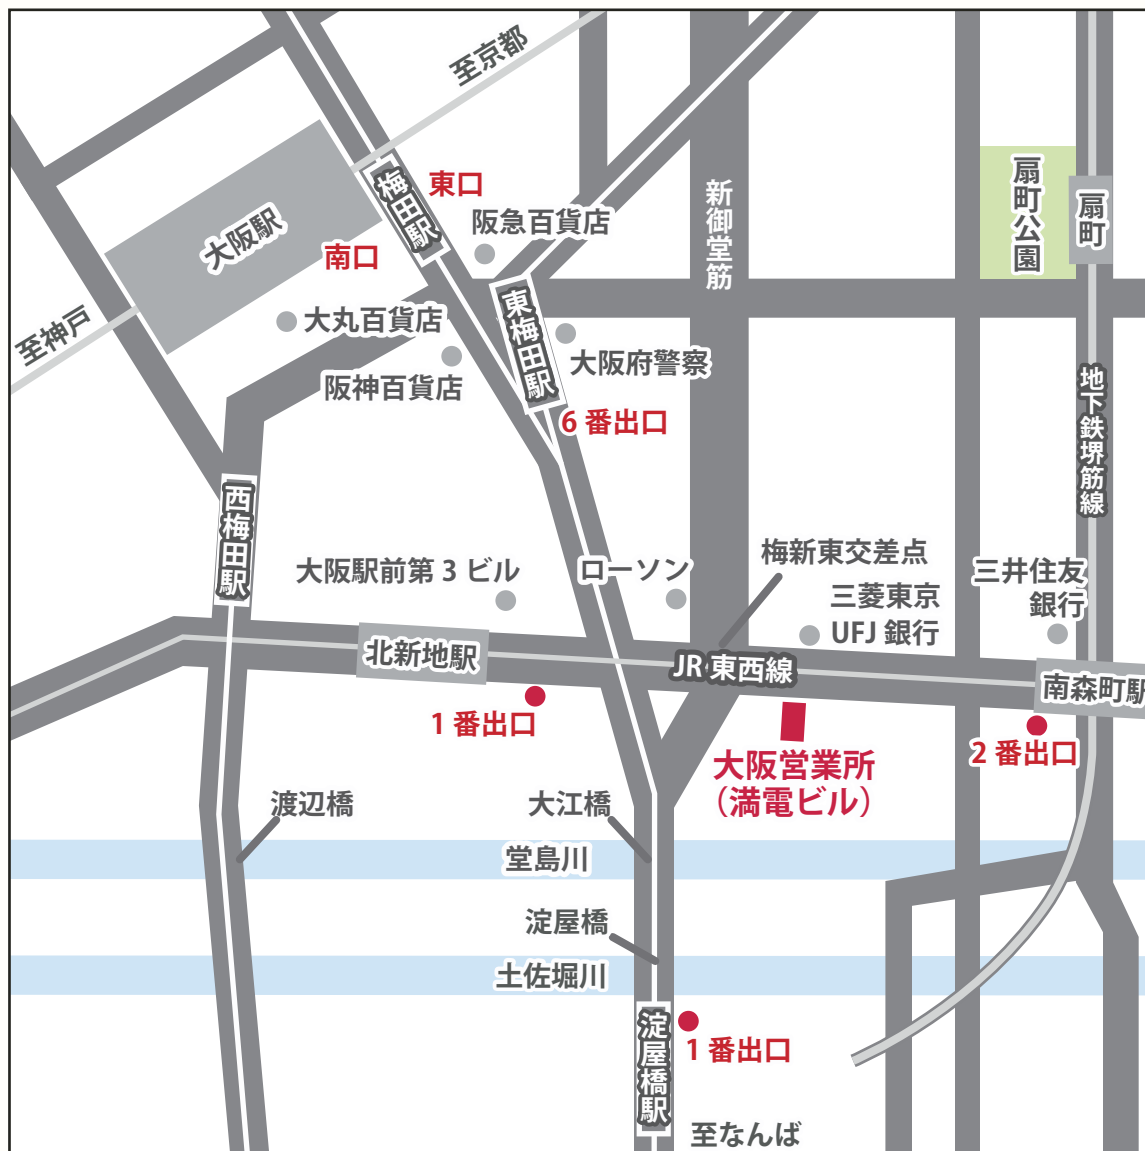 至京都
東口
梅田駅
阪急百貨店
大阪駅
南口
新御堂筋
扇町公園
扇町
至神戸
大丸百貨店
東梅田駅
大阪府警察
阪神百貨店
6 番出口
地下鉄堺筋線
西梅田駅
大阪駅前第 3 ビル
ローソン
梅新東交差点
三菱東京
UFJ 銀行
三井住友
銀行
北新地駅
JR 東西線
南森町駅
1 番出口
2 番出口
大阪営業所
（満電ビル）
渡辺橋
大江橋
堂島川
淀屋橋
土佐堀川
淀屋橋駅
1 番出口
至なんば